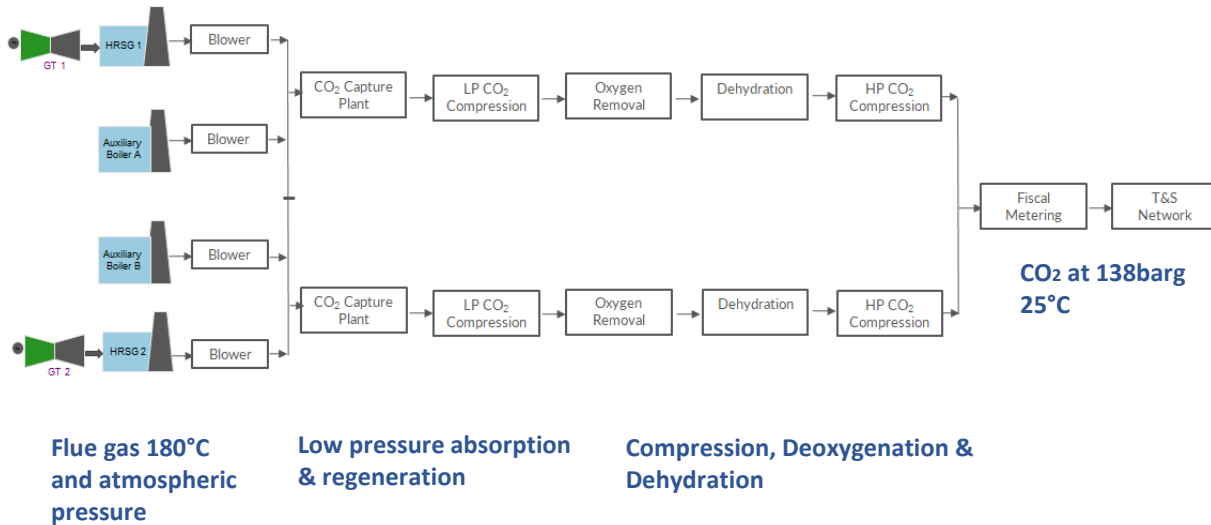 HRSG 1
GT 1
Blower
CO₂ Capture
Plant
LP CO₂
Compression
Oxygen
Removal
Dehydration
HP CO₂
Compression
Auxiliary
Boiler A
Blower
Fiscal
Metering
T&S
Network
Auxiliary
Boiler B
Blower
CO₂ at 138barg
25°C
CO₂ Capture
Plant
LP CO₂
Compression
Oxygen
Removal
Dehydration
HP CO₂
Compression
HRSG 2
GT 2
Blower
Flue gas 180°C
and atmospheric
pressure
Low pressure absorption
& regeneration
Compression, Deoxygenation &
Dehydration